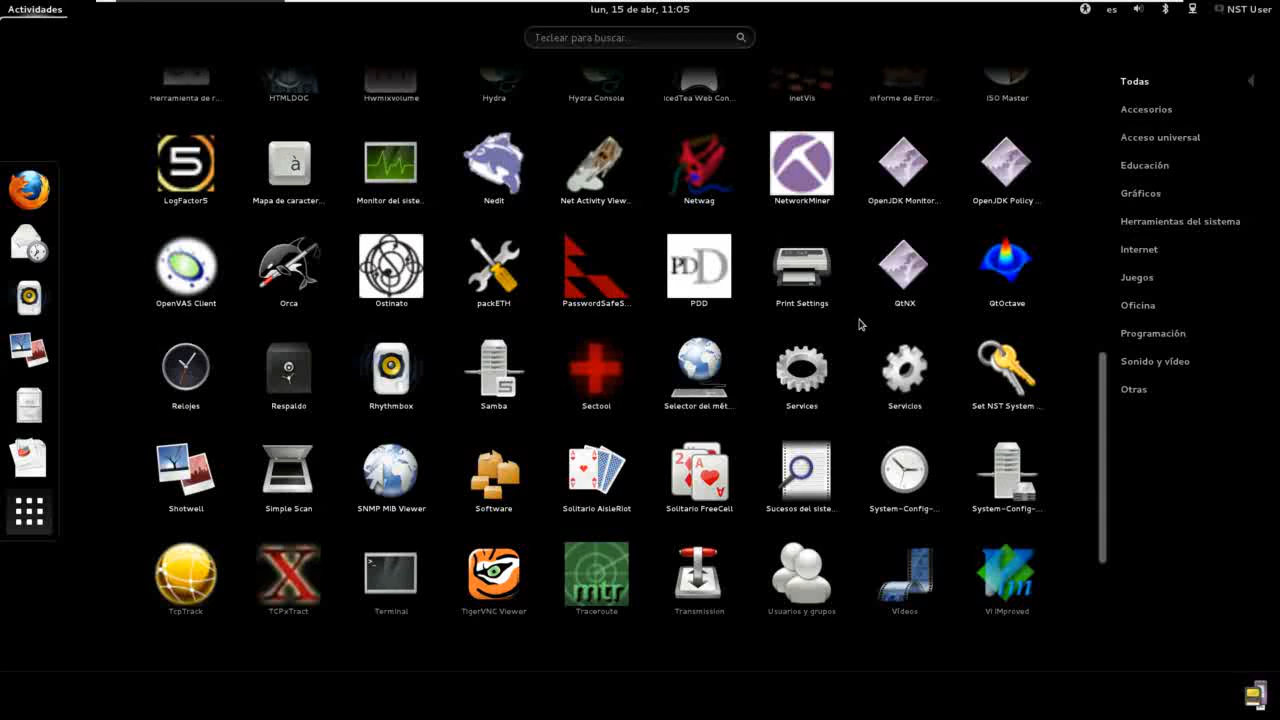 Actividades
lun, 15 de abr, 11:05
es
NST User
Teclear para buscar...
Herramienta de r...
HTMLDOC
Hwmixvolume
Hydra
Hydra Console
IcedTea Web Con...
InetVis
Informe de Error...
ISO Master
LogFactor5
Mapa de caracter...
Monitor del siste...
Nedit
Net Activity View...
Netwag
NetworkMiner
OpenJDK Monitor...
OpenJDK Policy ...
OpenVAS Client
Orca
Ostinato
packETH
PasswordSafeS...
PDD
PDD
Print Settings
QtNX
QtOctave
Relojes
Respaldo
Rhythmbox
Samba
Sectool
Selector del mét...
Services
Servicios
Set NST System ...
Shotwell
Simple Scan
SNMP MIB Viewer
Software
Solitario AisleRiot
Solitario FreeCell
Sucesos del siste...
System-Config-...
System-Config-...
TcpTrack
TCPxTract
Terminal
TigerVNC Viewer
mtr
Traceroute
Transmission
Usuarios y grupos
Vídeos
VI IMproved
Todas
Accesorios
Acceso universal
Educación
Gráficos
Herramientas del sistema
Internet
Juegos
Oficina
Programación
Sonido y vídeo
Otras